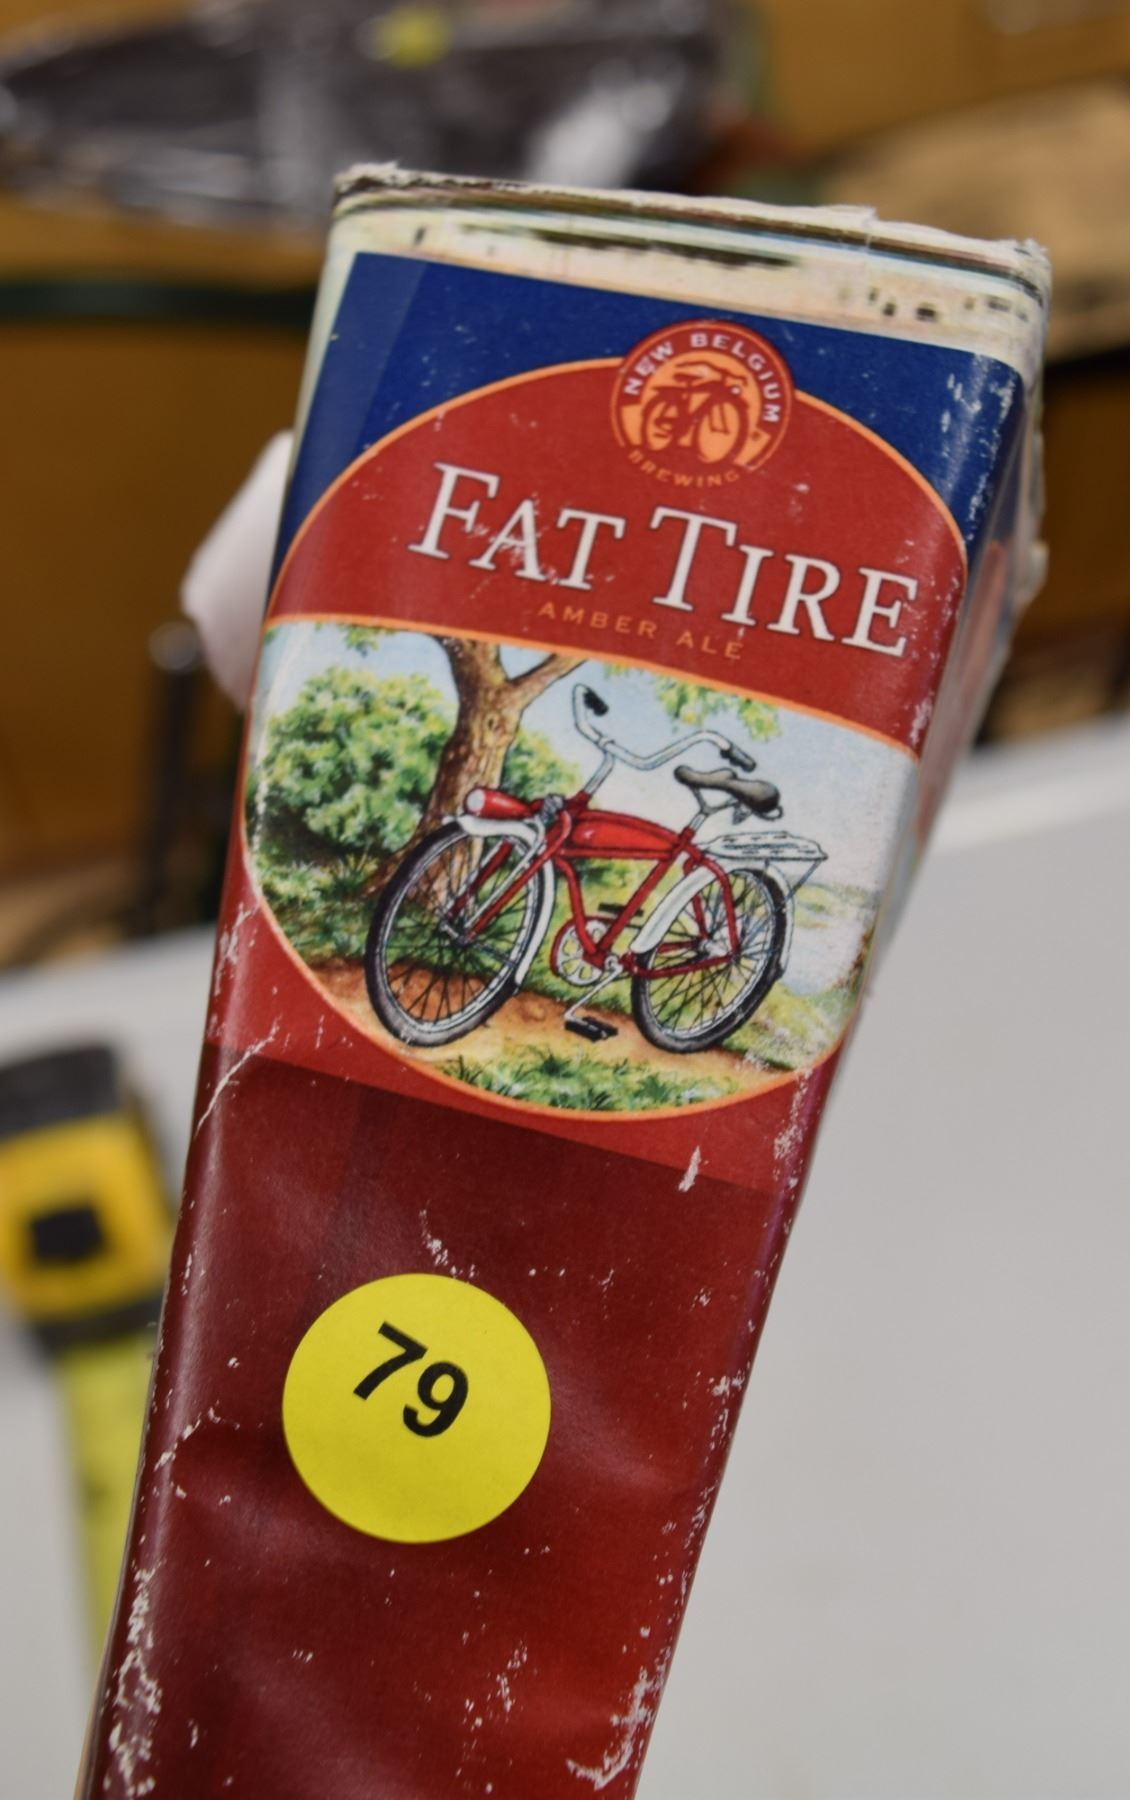 NEW BELGIUM
BREWING
FAT TIRE
AMBER ALE
79